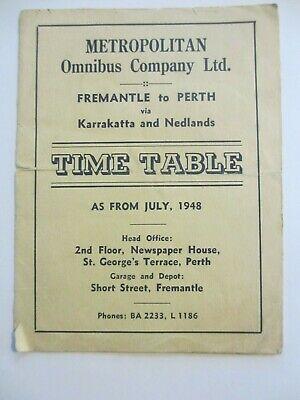 METROPOLITAN
Omnibus Company Ltd.
FREMANTLE to PERTH
via
Karrakatta and Nedlands
TIME TABLE
AS FROM JULY, 1948
Head Office:
2nd Floor, Newspaper House,
St. George's Terrace, Perth
Garage and Depot:
Short Street, Fremantle
Phones: BA 2233, L 1186